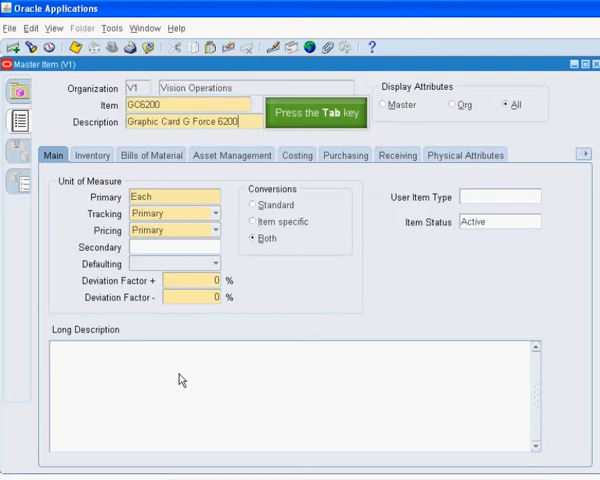 Oracle Applications
File Edit View Folder Tools Window Help
Master Item (V1)
Organization V1 Vision Operations
Display Attributes
Item GC6200
Master Org All
Description Graphic Card G Force 6200
Press the Tab key
Main Inventory Bills of Material Asset Management Costing Purchasing Receiving Physical Attributes
Unit of Measure
Conversions
Primary Each
Standard
User Item Type
Tracking Primary
Item specific
Item Status Active
Pricing Primary
Both
Secondary
Defaulting
Deviation Factor + 0 %
Deviation Factor - 0 %
Long Description